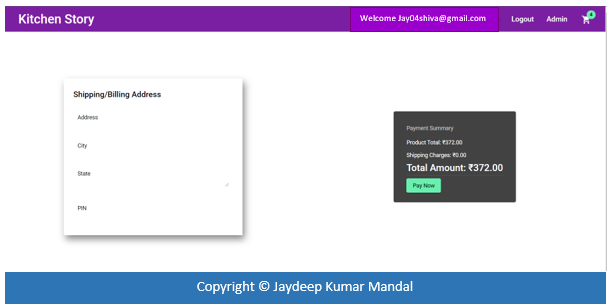 Kitchen Story
Welcome Jay04shiva@gmail.com
Logout
Admin
4
Shipping/Billing Address
Address
City
State
PIN
Payment Summary
Product Total: ₹372.00
Shipping Charges: ₹0.00
Total Amount: ₹372.00
Pay Now
Copyright © Jaydeep Kumar Mandal